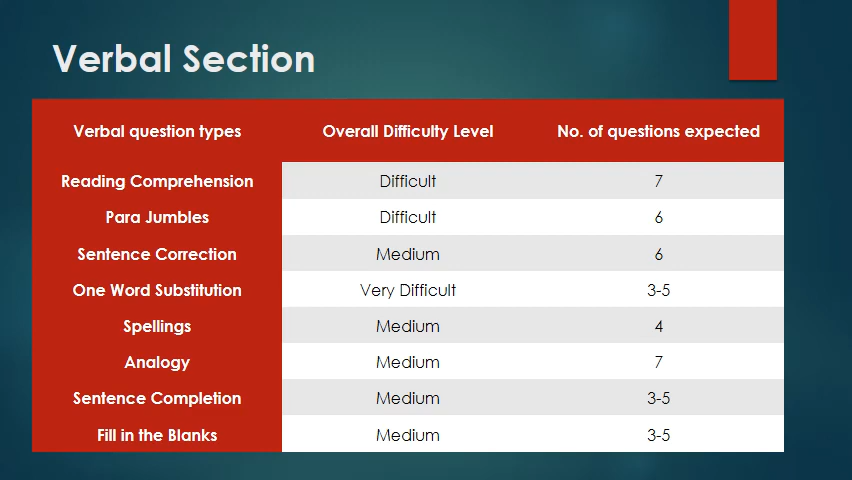 Verbal Section
Verbal question types Overall Difficulty Level No. of questions expected
Reading Comprehension Difficult 7
Para Jumbles Difficult 6
Sentence Correction Medium 6
One Word Substitution Very Difficult 3-5
Spellings Medium 4
Analogy Medium 7
Sentence Completion Medium 3-5
Fill in the Blanks Medium 3-5